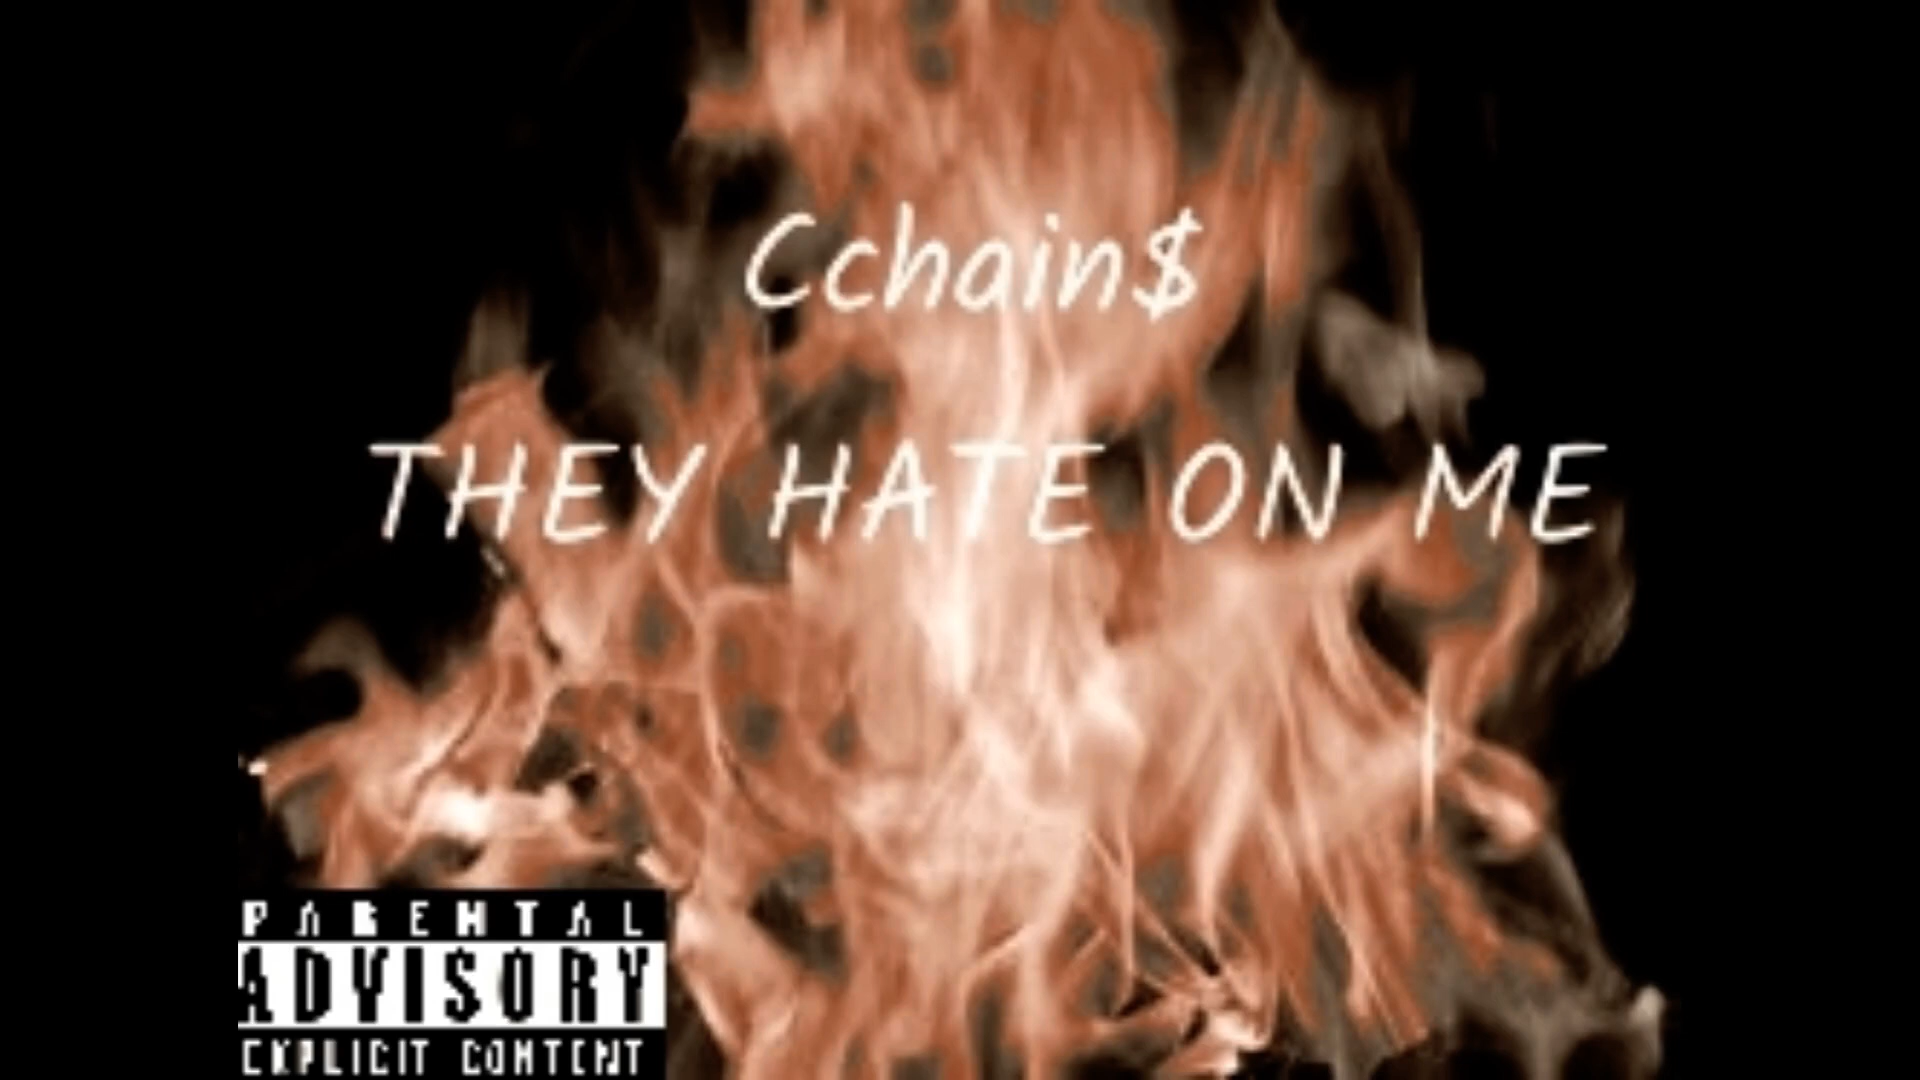 Cchain$
THEY HATE ON ME
PARENTAL
ADVISORY
EXPLICIT CONTENT